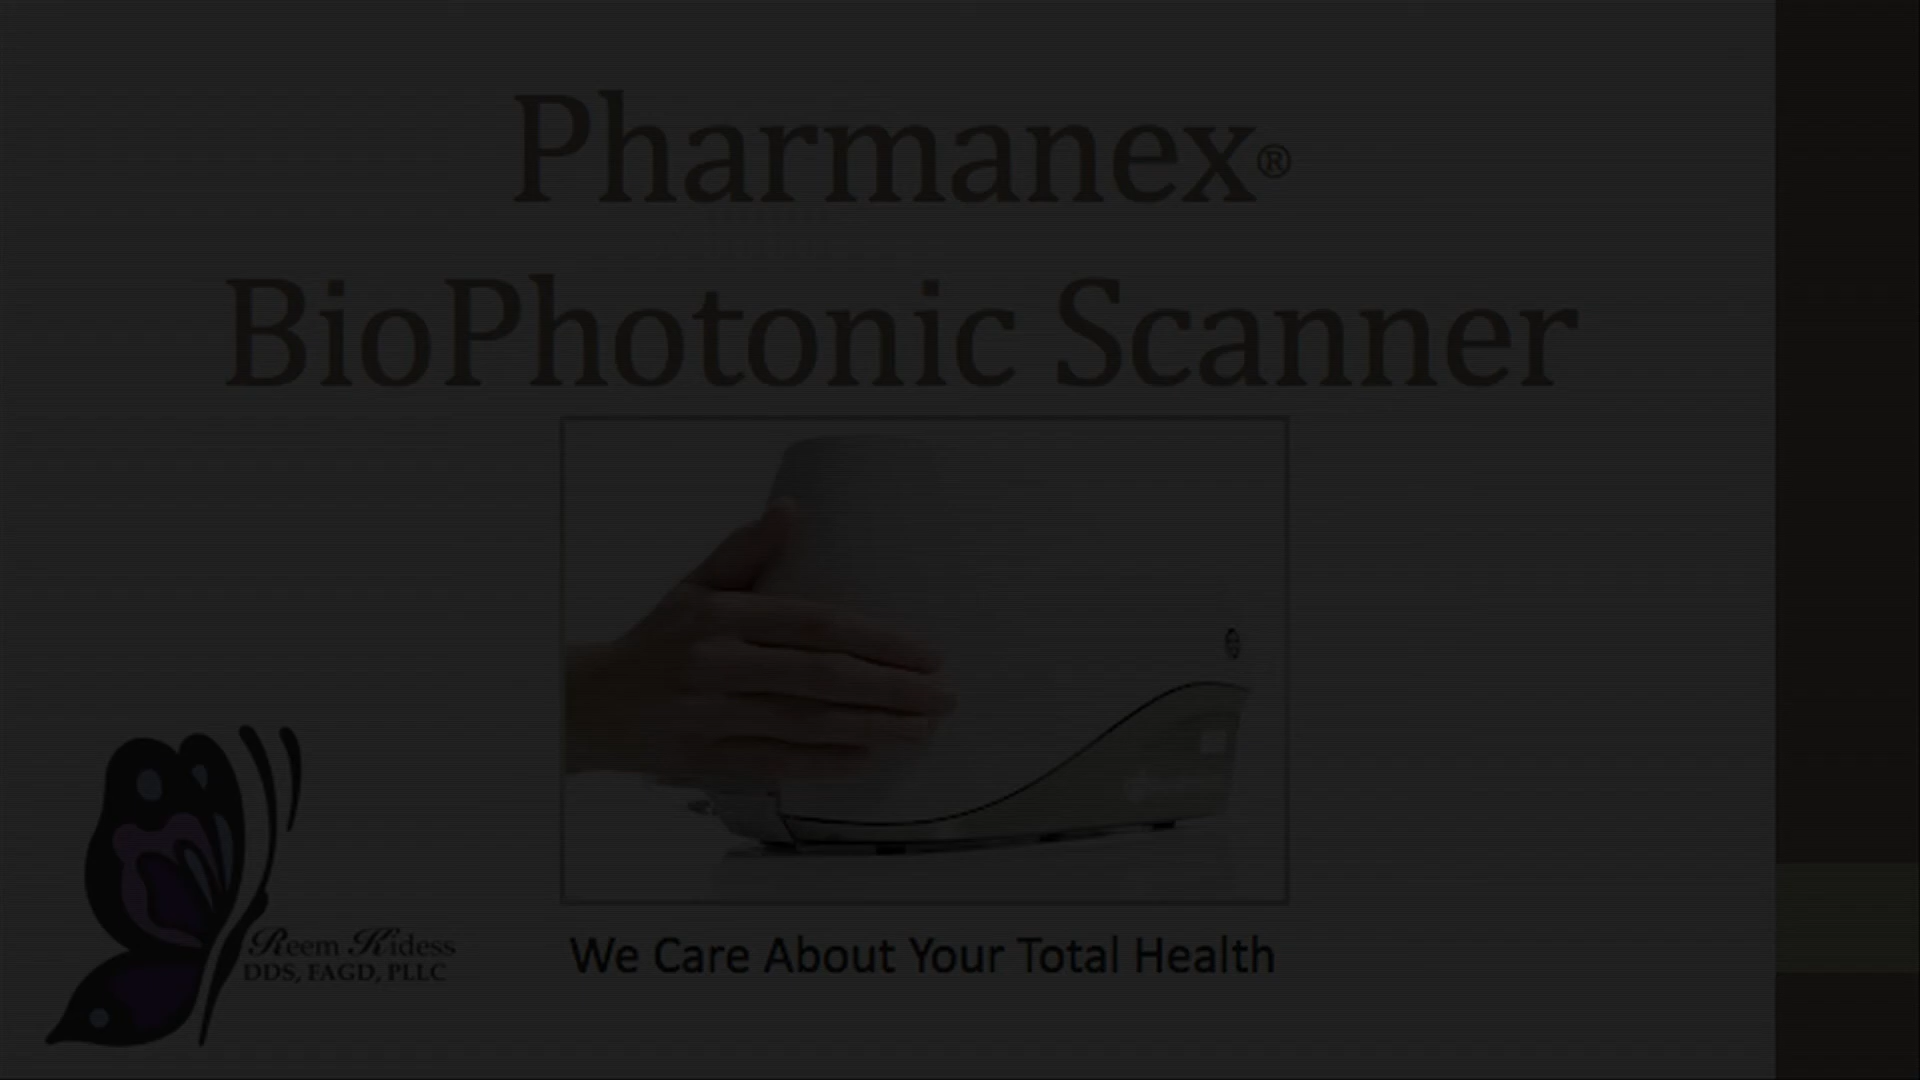 Pharmanex®
BioPhotonic Scanner
Reem Kidess
DDS, FAGD, PLLC
We Care About Your Total Health